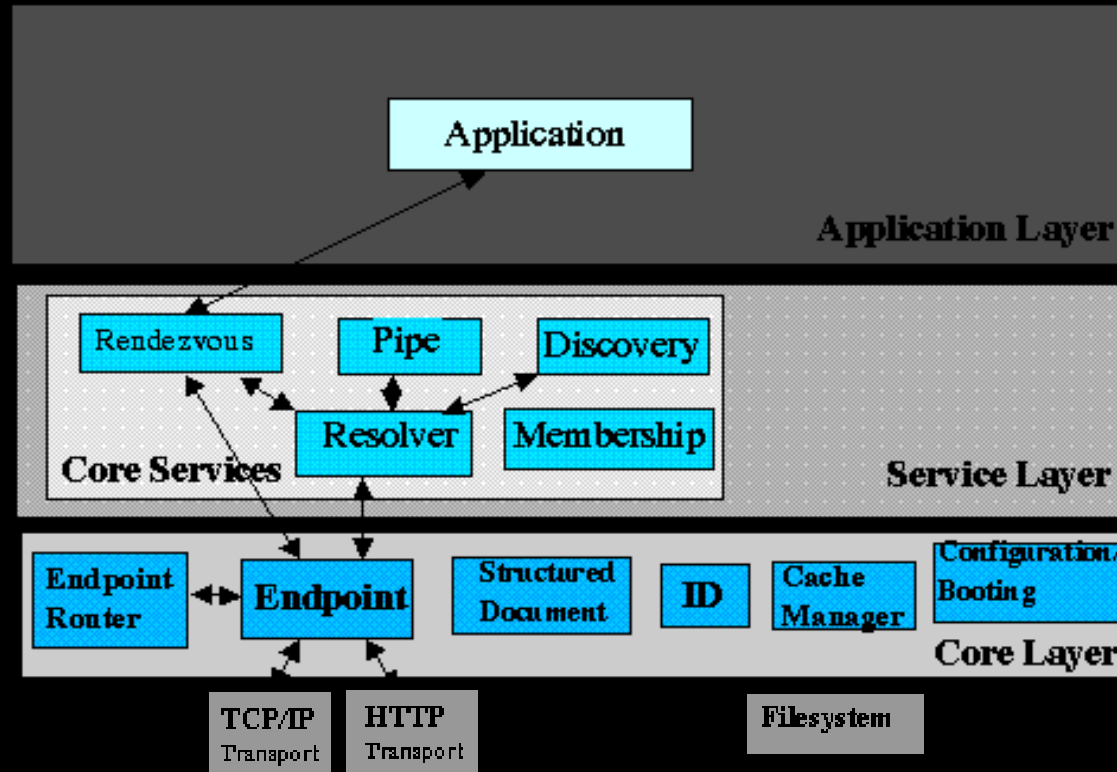 Application
Application Layer
Rendezvous
Pipe
Discovery
Resolver
Membership
Core Services
Service Layer
Endpoint
Router
Endpoint
Structured
Document
ID
Cache
Manager
Configuration/
Booting
Core Layer
TCP/IP
Transport
HTTP
Transport
Filesystem